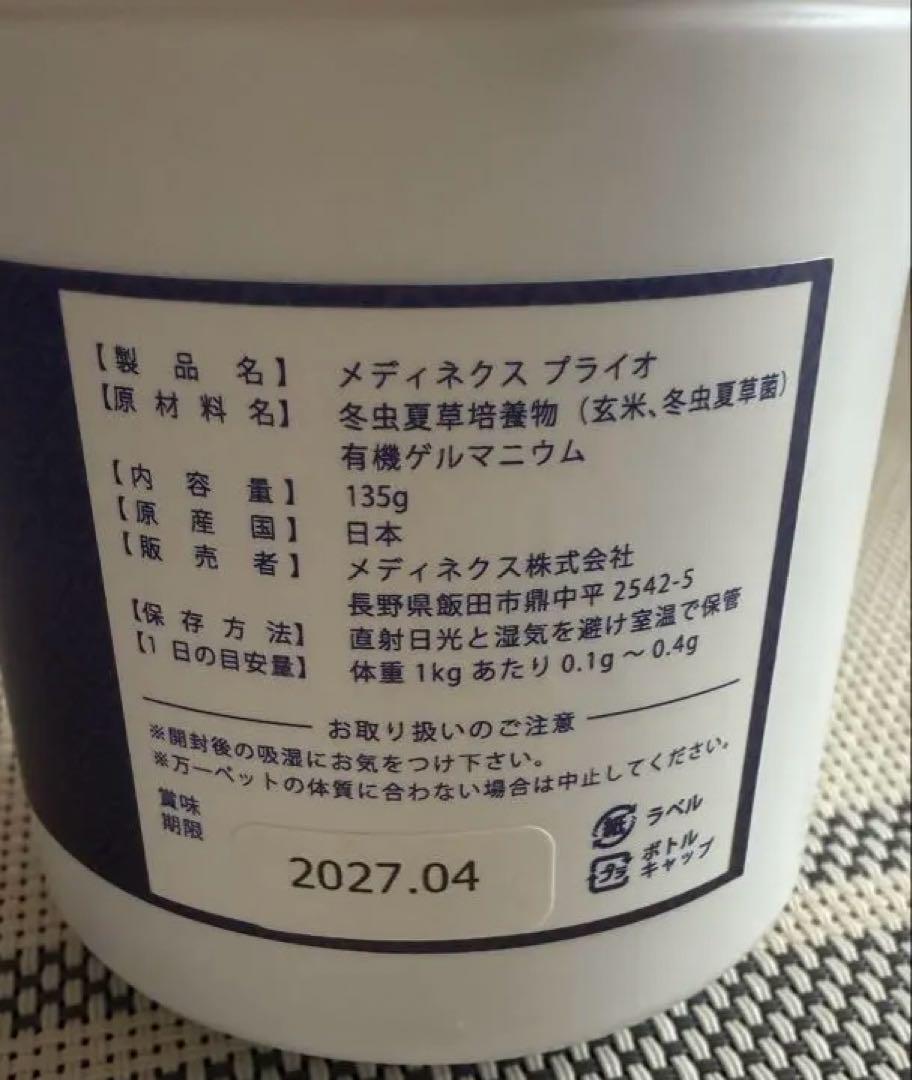 【製品名】 メディネクス プライオ
【原材料名】 冬虫夏草培養物（玄米、冬虫夏草菌）
有機ゲルマニウム
【内容量】 135g
【原産国】 日本
【販売者】 メディネクス株式会社
長野県飯田市鼎中平 2542-5
【保存方法】 直射日光と湿気を避け室温で保管
【1日の目安量】 体重 1kg あたり 0.1g～0.4g
お取り扱いのご注意
※開封後の吸湿にお気をつけ下さい。
※万一ペットの体質に合わない場合は中止してください。
賞味
期限
2027.04
紙 ラベル
プラ ボトル
キャップ